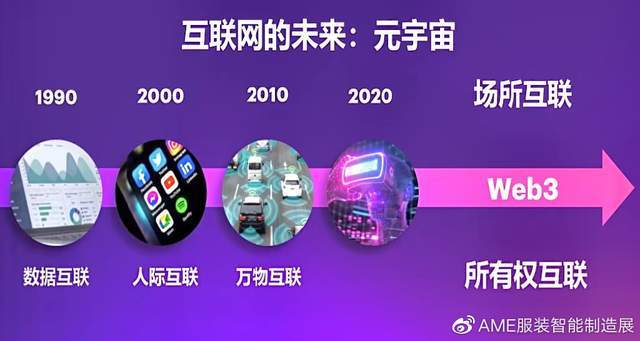 互联网的未来：元宇宙
1990 2000 2010 2020 场所互联
Web3
数据互联 人际互联 万物互联 所有权互联
AME服装智能制造展